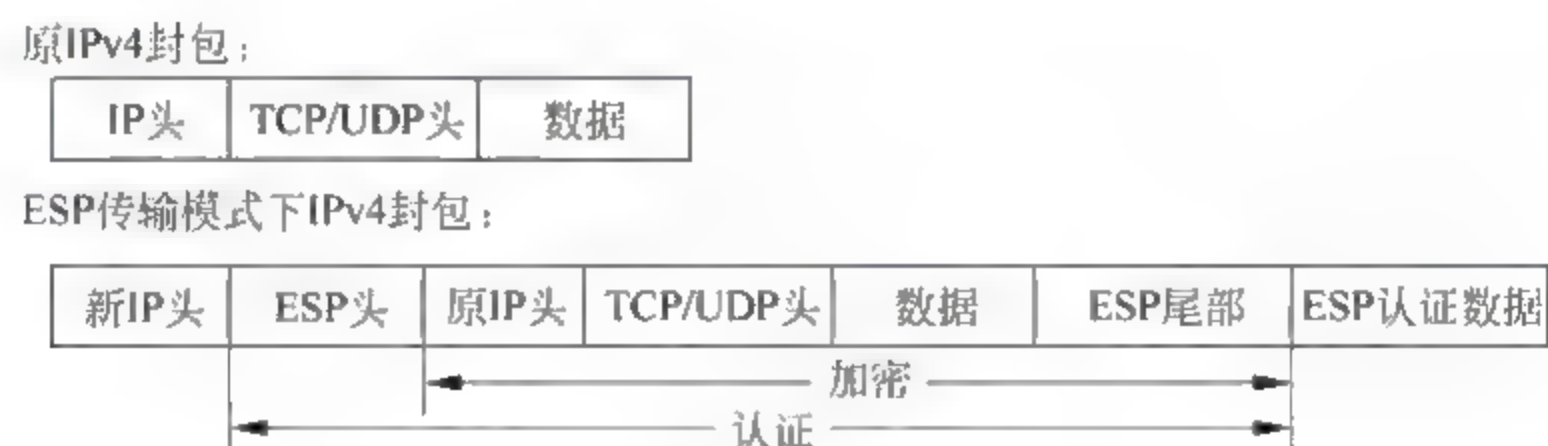 原IPv4封包：
IP头 TCP/UDP头 数据
ESP传输模式下IPv4封包：
新IP头 ESP头 原IP头 TCP/UDP头 数据 ESP尾部 ESP认证数据
加密
认证